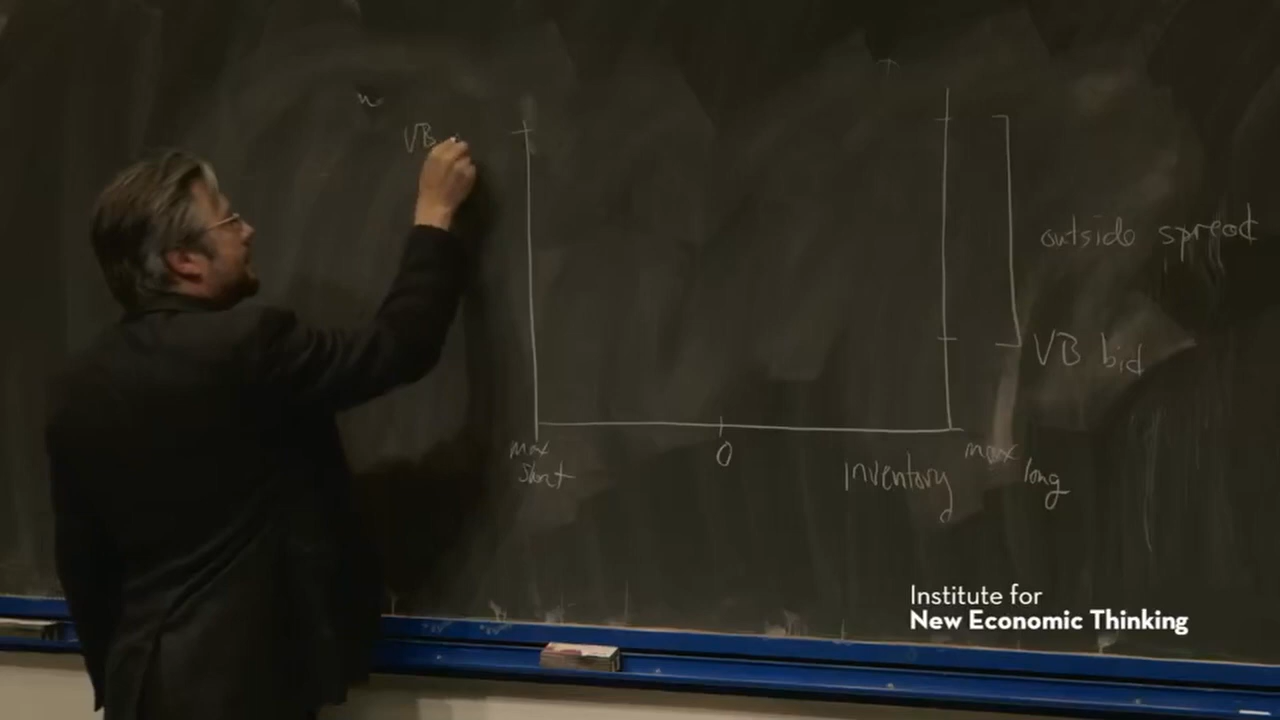 VB
outside spread
VB bid
max short
0
Inventory
max long
Institute for
New Economic Thinking